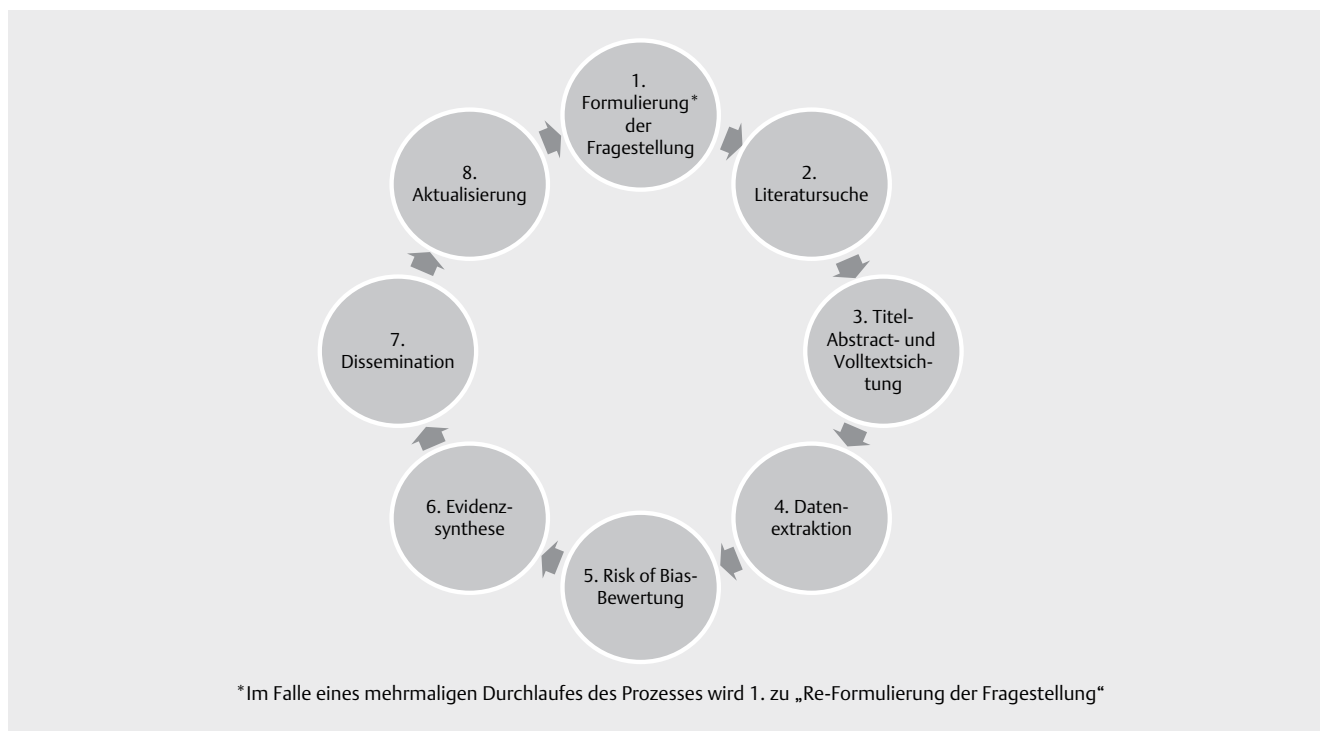 1.
Formulierung*
der
Fragestellung
2.
Literatursuche
3. Titel-
Abstract- und
Volltextsich-
tung
4. Daten-
extraktion
5. Risk of Bias-
Bewertung
6. Evidenz-
synthese
7.
Dissemination
8.
Aktualisierung
*Im Falle eines mehrmaligen Durchlaufes des Prozesses wird 1. zu „Re-Formulierung der Fragestellung“